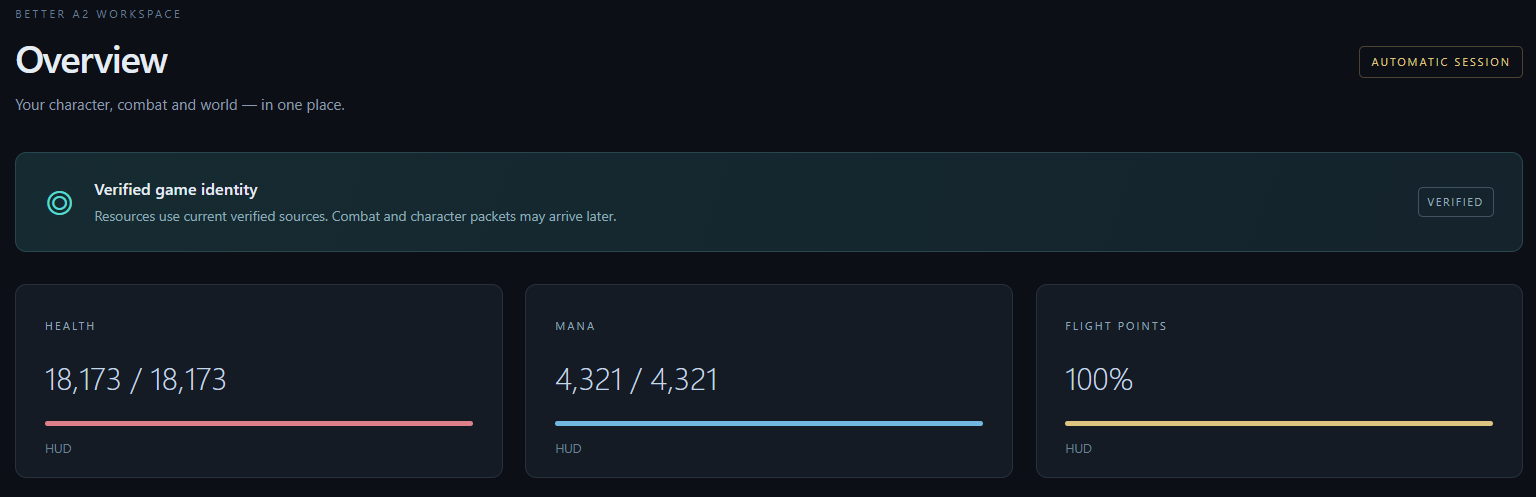 BETTER A2 WORKSPACE
Overview
AUTOMATIC SESSION
Your character, combat and world — in one place.
Verified game identity
Resources use current verified sources. Combat and character packets may arrive later.
VERIFIED
HEALTH
18,173 / 18,173
HUD
MANA
4,321 / 4,321
HUD
FLIGHT POINTS
100%
HUD